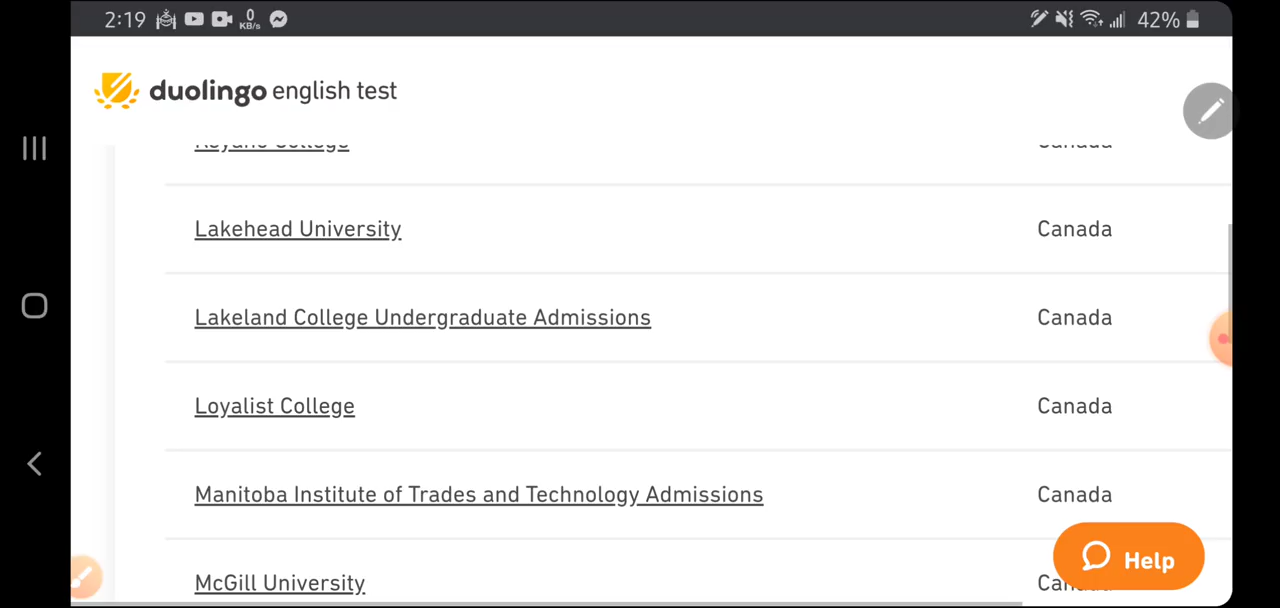 2:19 0 KB/s 42%
duolingo english test
Lakehead University Canada
Lakeland College Undergraduate Admissions Canada
Loyalist College Canada
Manitoba Institute of Trades and Technology Admissions Canada
McGill University
Help